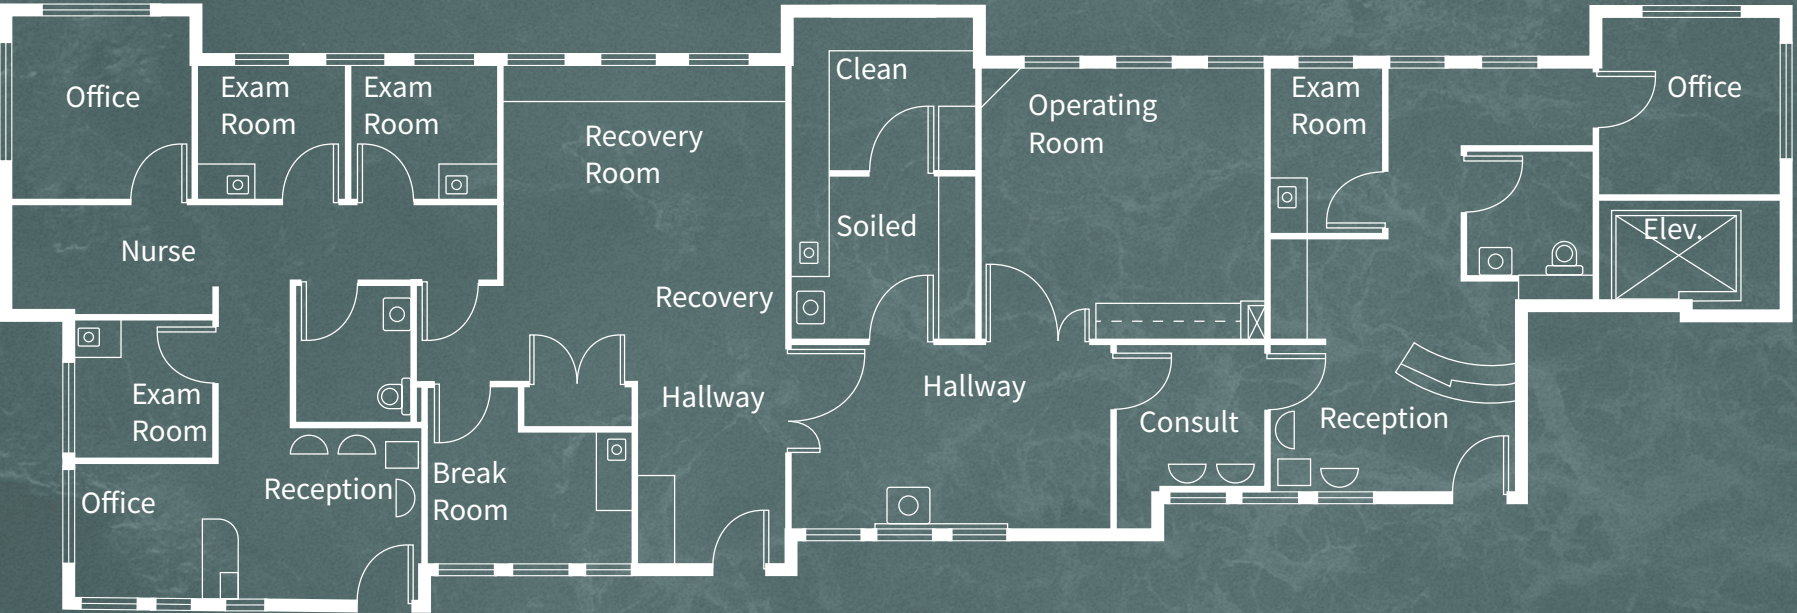 Office
Exam
Room
Exam
Room
Recovery
Room
Clean
Operating
Room
Exam
Room
Office
Nurse
Soiled
Elev.
Recovery
Exam
Room
Hallway
Hallway
Consult
Reception
Office
Reception
Break
Room